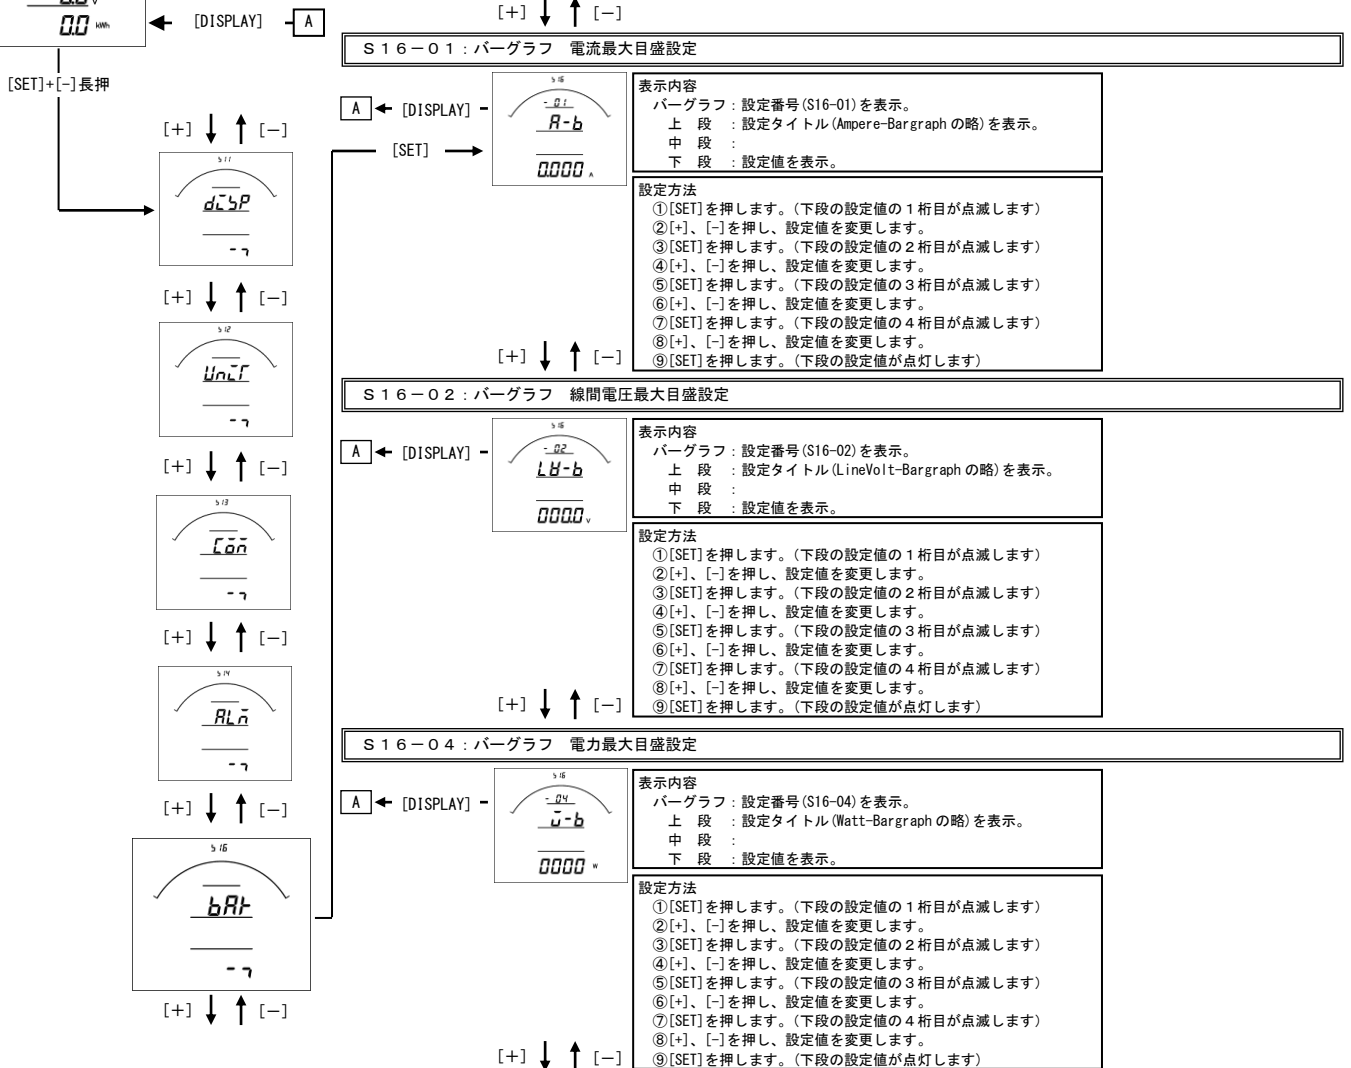 0.0 V
0.0 kWh
[DISPLAY]
A
[SET]+[-]長押
[+] [-]
S11
dISP
[+] [-]
S12
UnIT
[+] [-]
S13
Com
[+] [-]
S14
ALm
[+] [-]
S16
bAr
[+] [-]
[+] [-]
S16-01:バーグラフ 電流最大目盛設定
A
[DISPLAY]
[SET]
S16
-01
A-b
0.000 A
表示内容
バーグラフ:設定番号(S16-01)を表示。
上 段 :設定タイトル(Ampere-Bargraphの略)を表示。
中 段 :
下 段 :設定値を表示。
設定方法
①[SET]を押します。(下段の設定値の1桁目が点滅します)
②[+]、[-]を押し、設定値を変更します。
③[SET]を押します。(下段の設定値の2桁目が点滅します)
④[+]、[-]を押し、設定値を変更します。
⑤[SET]を押します。(下段の設定値の3桁目が点滅します)
⑥[+]、[-]を押し、設定値を変更します。
⑦[SET]を押します。(下段の設定値の4桁目が点滅します)
⑧[+]、[-]を押し、設定値を変更します。
⑨[SET]を押します。(下段の設定値が点灯します)
[+] [-]
S16-02:バーグラフ 線間電圧最大目盛設定
A
[DISPLAY]
S16
-02
LV-b
000.0 V
表示内容
バーグラフ:設定番号(S16-02)を表示。
上 段 :設定タイトル(LineVolt-Bargraphの略)を表示。
中 段 :
下 段 :設定値を表示。
設定方法
①[SET]を押します。(下段の設定値の1桁目が点滅します)
②[+]、[-]を押し、設定値を変更します。
③[SET]を押します。(下段の設定値の2桁目が点滅します)
④[+]、[-]を押し、設定値を変更します。
⑤[SET]を押します。(下段の設定値の3桁目が点滅します)
⑥[+]、[-]を押し、設定値を変更します。
⑦[SET]を押します。(下段の設定値の4桁目が点滅します)
⑧[+]、[-]を押し、設定値を変更します。
⑨[SET]を押します。(下段の設定値が点灯します)
[+] [-]
S16-04:バーグラフ 電力最大目盛設定
A
[DISPLAY]
S16
-04
W-b
0000 W
表示内容
バーグラフ:設定番号(S16-04)を表示。
上 段 :設定タイトル(Watt-Bargraphの略)を表示。
中 段 :
下 段 :設定値を表示。
設定方法
①[SET]を押します。(下段の設定値の1桁目が点滅します)
②[+]、[-]を押し、設定値を変更します。
③[SET]を押します。(下段の設定値の2桁目が点滅します)
④[+]、[-]を押し、設定値を変更します。
⑤[SET]を押します。(下段の設定値の3桁目が点滅します)
⑥[+]、[-]を押し、設定値を変更します。
⑦[SET]を押します。(下段の設定値の4桁目が点滅します)
⑧[+]、[-]を押し、設定値を変更します。
⑨[SET]を押します。(下段の設定値が点灯します)
[+] [-]